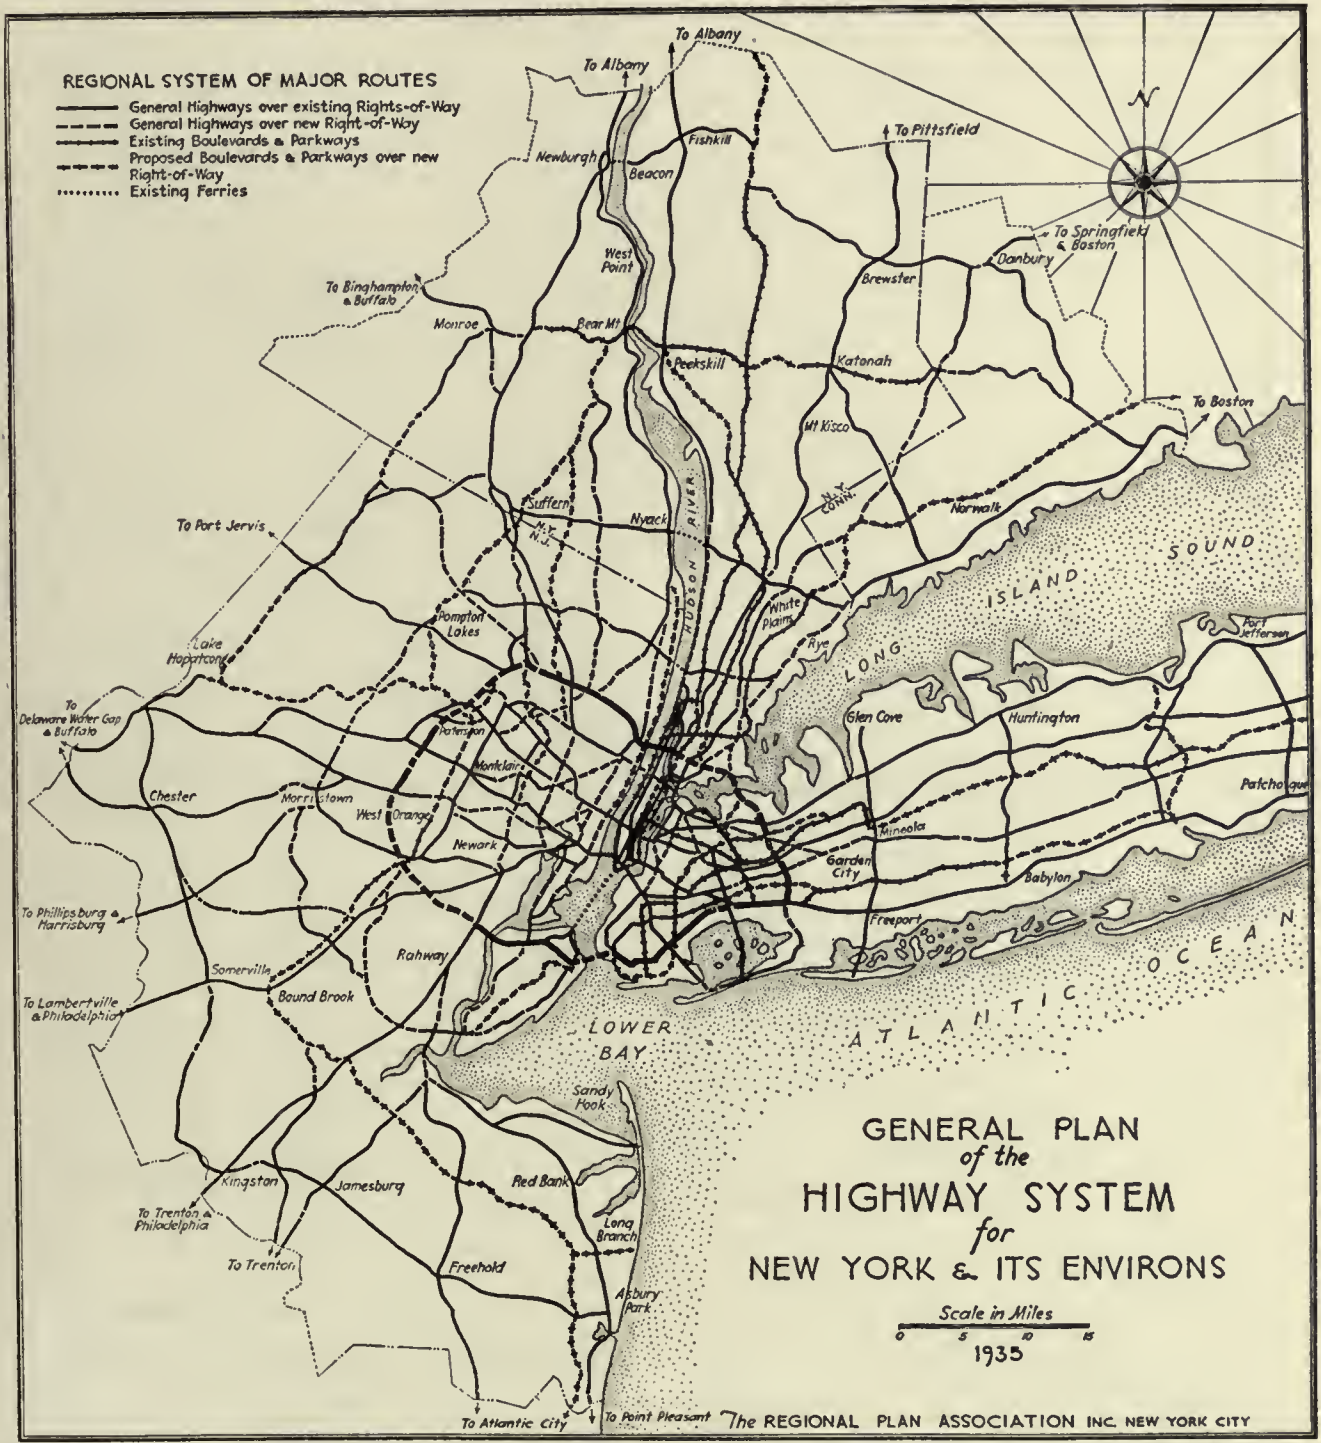 To Albany
To Albany
REGIONAL SYSTEM OF MAJOR ROUTES
General Highways over existing Rights-of-Way
General Highways over new Right-of-Way
Existing Boulevards & Parkways
Proposed Boulevards & Parkways over new
Right-of-Way
Existing Ferries
N
To Pittsfield
Fishkill
Newburgh
Beacon
To Springfield
& Boston
West
Point
Danbury
Brewster
To Binghampton
& Buffalo
Monroe
Bear Mt
Peekskill
Katonah
To Boston
Mt Kisco
N.Y.
CONN.
Suffern
Nyack
HUDSON RIVER
Norwalk
To Port Jervis
N.Y.
N.J.
LONG ISLAND SOUND
White
Plains
Pompton
Lakes
Rye
Port
Jefferson
Lake
Hopatcong
To
Delaware Water Gap
& Buffalo
Glen Cove
Huntington
Paterson
Montclair
Patchogue
Chester
Morristown
West Orange
Mineola
Newark
Garden
City
Babylon
To Phillipsburg &
Harrisburg
Freeport
Rahway
Somerville
Bound Brook
To Lambertville
& Philadelphia
ATLANTIC OCEAN
LOWER
BAY
Sandy
Hook
GENERAL PLAN
of the
HIGHWAY SYSTEM
for
NEW YORK & ITS ENVIRONS
Kingston
Jamesburg
Red Bank
To Trenton &
Philadelphia
Long
Branch
To Trenton
Freehold
Asbury
Park
Scale in Miles
0 5 10 15
1935
To Atlantic City
To Point Pleasant
The REGIONAL PLAN ASSOCIATION INC. NEW YORK CITY